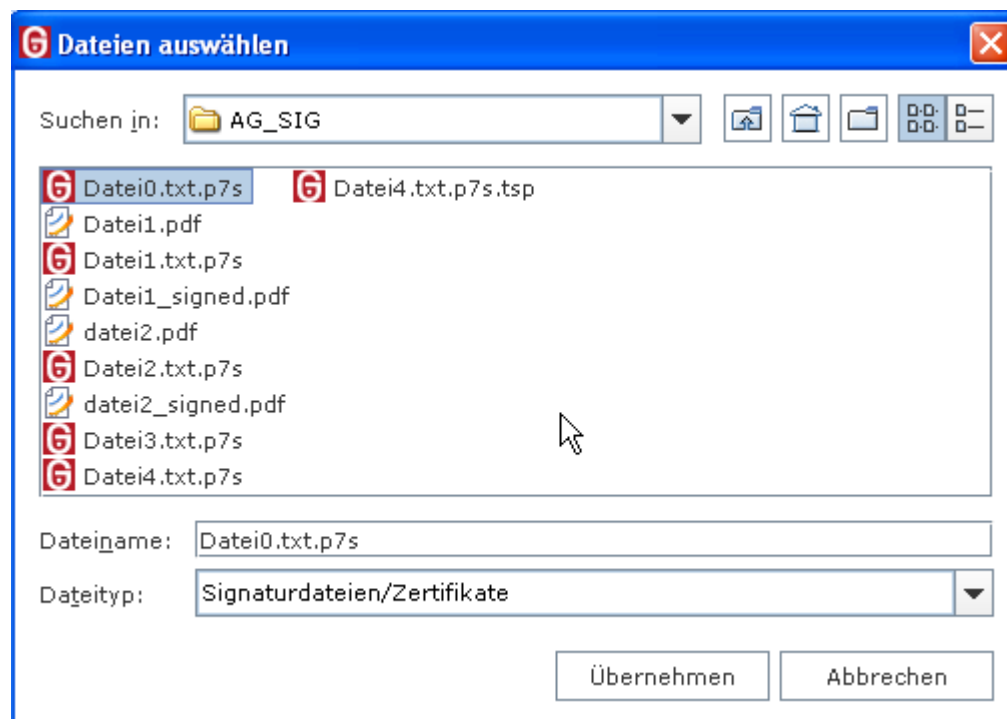 Dateien auswählen
Suchen in: AG_SIG
Datei0.txt.p7s Datei4.txt.p7s.tsp
Datei1.pdf
Datei1.txt.p7s
Datei1_signed.pdf
datei2.pdf
Datei2.txt.p7s
datei2_signed.pdf
Datei3.txt.p7s
Datei4.txt.p7s
Dateiname: Datei0.txt.p7s
Dateityp: Signaturdateien/Zertifikate
Übernehmen Abbrechen